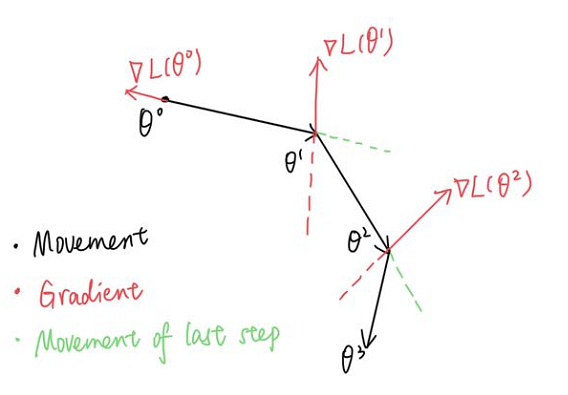 ∇L(θ¹)
∇L(θ⁰)
θ⁰
θ¹
∇L(θ²)
θ²
• Movement
• Gradient
• Movement of last step
θ³